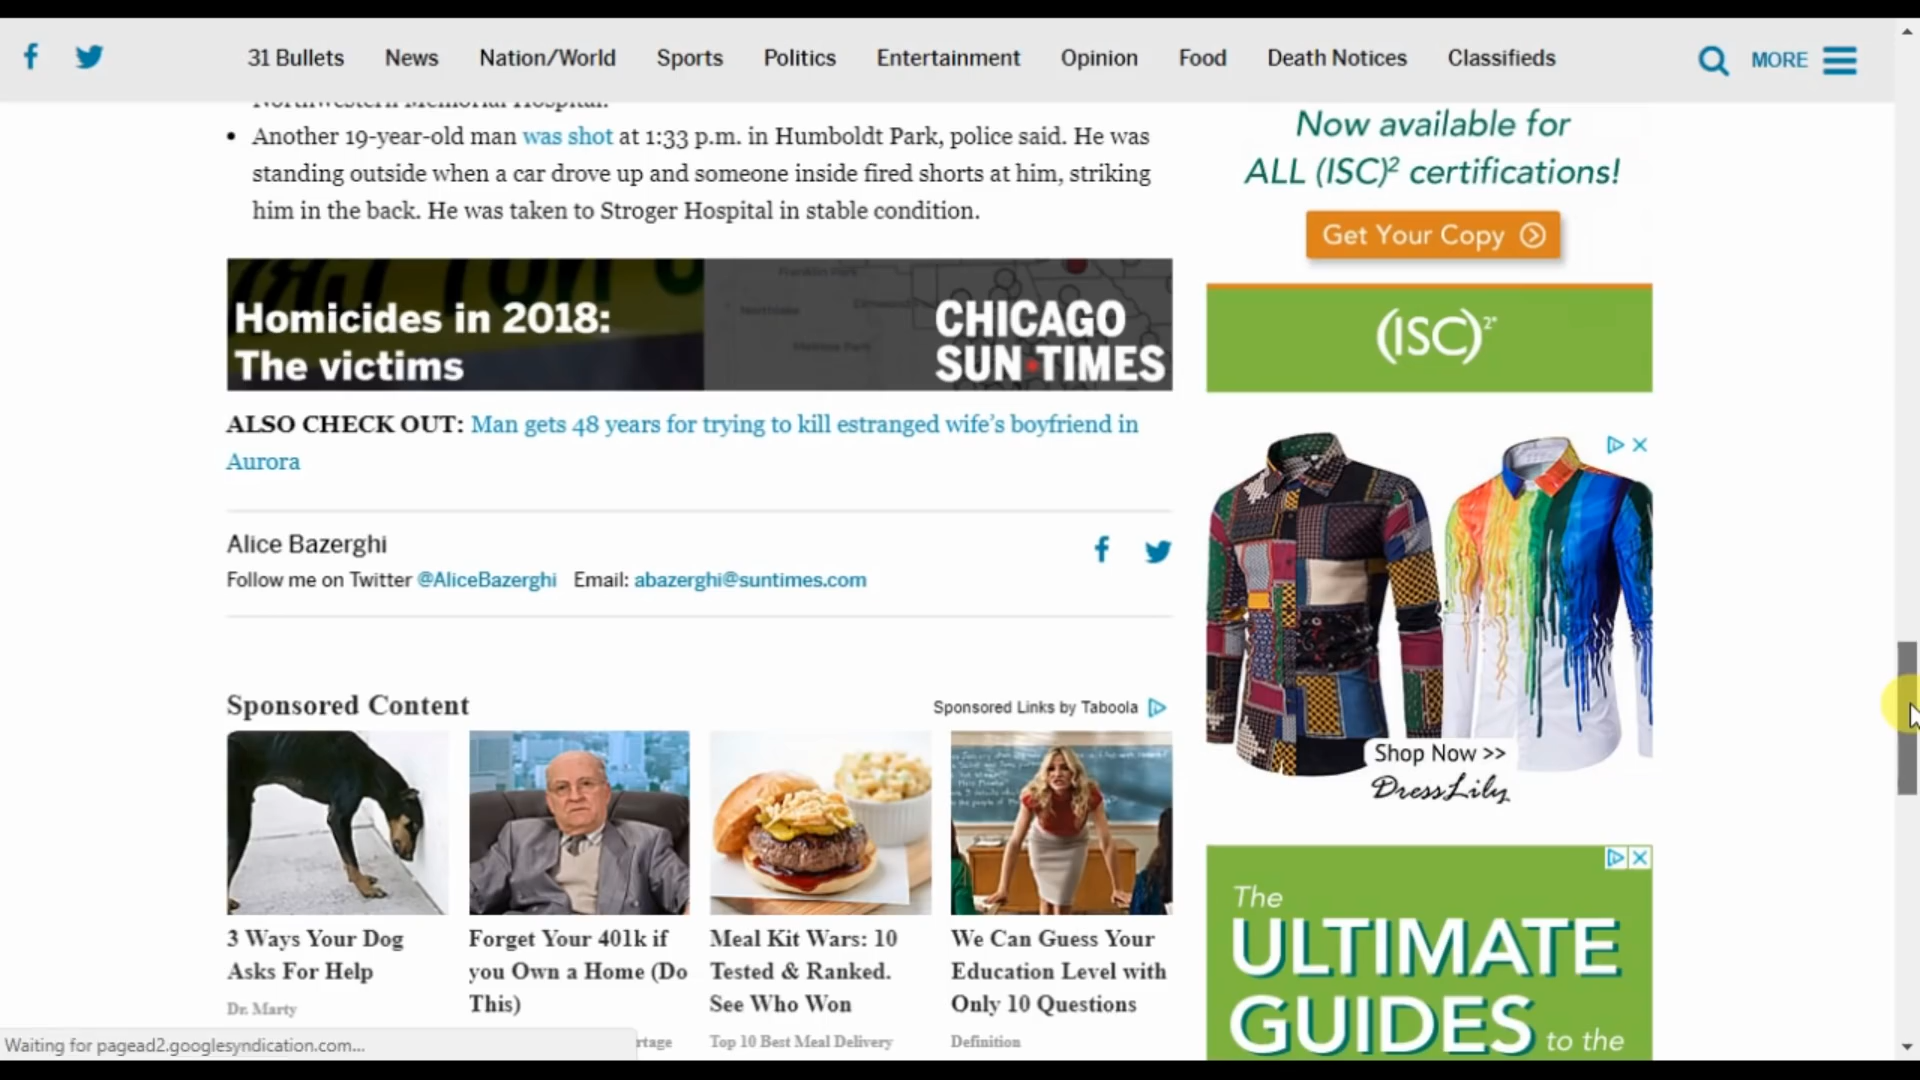 31 Bullets News Nation/World Sports Politics Entertainment Opinion Food Death Notices Classifieds MORE
Northwestern Memorial Hospital.
• Another 19-year-old man was shot at 1:33 p.m. in Humboldt Park, police said. He was
standing outside when a car drove up and someone inside fired shorts at him, striking
him in the back. He was taken to Stroger Hospital in stable condition.
Homicides in 2018:
The victims
CHICAGO
SUN TIMES
ALSO CHECK OUT: Man gets 48 years for trying to kill estranged wife's boyfriend in
Aurora
Alice Bazerghi
Follow me on Twitter @AliceBazerghi Email: abazerghi@suntimes.com
Sponsored Content
Sponsored Links by Taboola
3 Ways Your Dog
Asks For Help
Dr. Marty
Forget Your 401k if
you Own a Home (Do
This)
rtage
Meal Kit Wars: 10
Tested & Ranked.
See Who Won
Top 10 Best Meal Delivery
We Can Guess Your
Education Level with
Only 10 Questions
Definition
Now available for
ALL (ISC)² certifications!
Get Your Copy
(ISC)²
Shop Now >>
DressLily
The
ULTIMATE
GUIDES to the
Waiting for pagead2.googlesyndication.com...